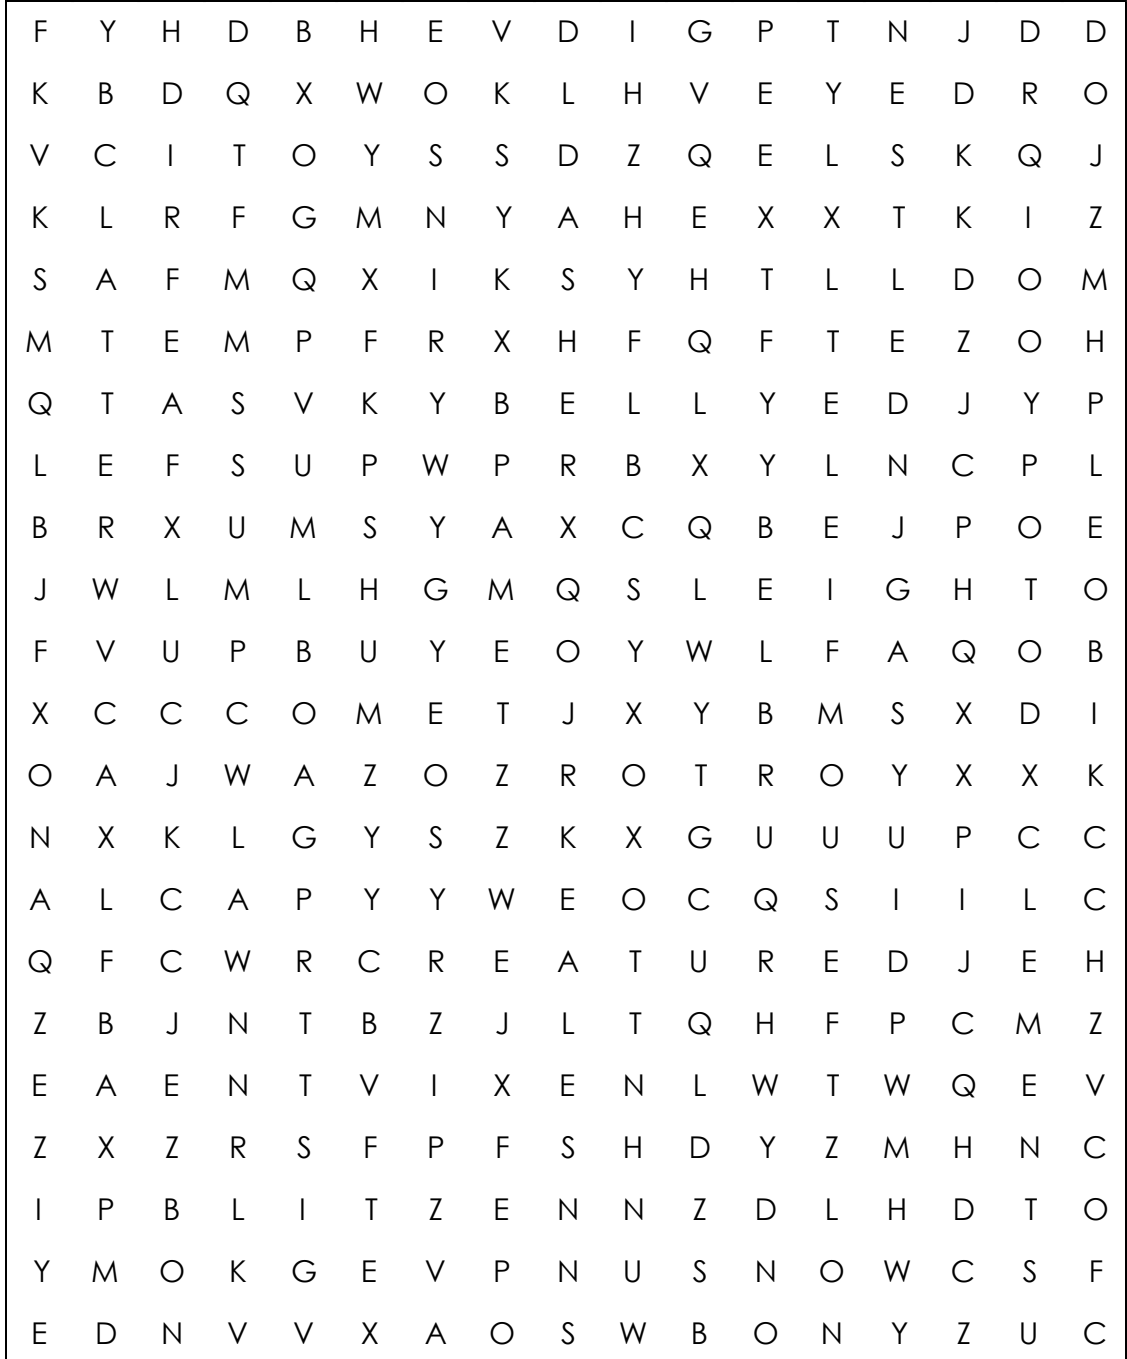 F Y H D B H E V D I G P T N J D D
K B D Q X W O K L H V E Y E D R O
V C I T O Y S S D Z Q E L S K Q J
K L R F G M N Y A H E X X T K I Z
S A F M Q X I K S Y H T L L D O M
M T E M P F R X H F Q F T E Z O H
Q T A S V K Y B E L L Y E D J Y P
L E F S U P W P R B X Y L N C P L
B R X U M S Y A X C Q B E J P O E
J W L M L H G M Q S L E I G H T O
F V U P B U Y E O Y W L F A Q O B
X C C C O M E T J X Y B M S X D I
O A J W A Z O Z R O T R O Y X X K
N X K L G Y S Z K X G U U U P C C
A L C A P Y Y W E O C Q S I I L C
Q F C W R C R E A T U R E D J E H
Z B J N T B Z J L T Q H F P C M Z
E A E N T V I X E N L W T W Q E V
Z X Z R S F P F S H D Y Z M H N C
I P B L I T Z E N N Z D L H D T O
Y M O K G E V P N U S N O W C S F
E D N V V X A O S W B O N Y Z U C